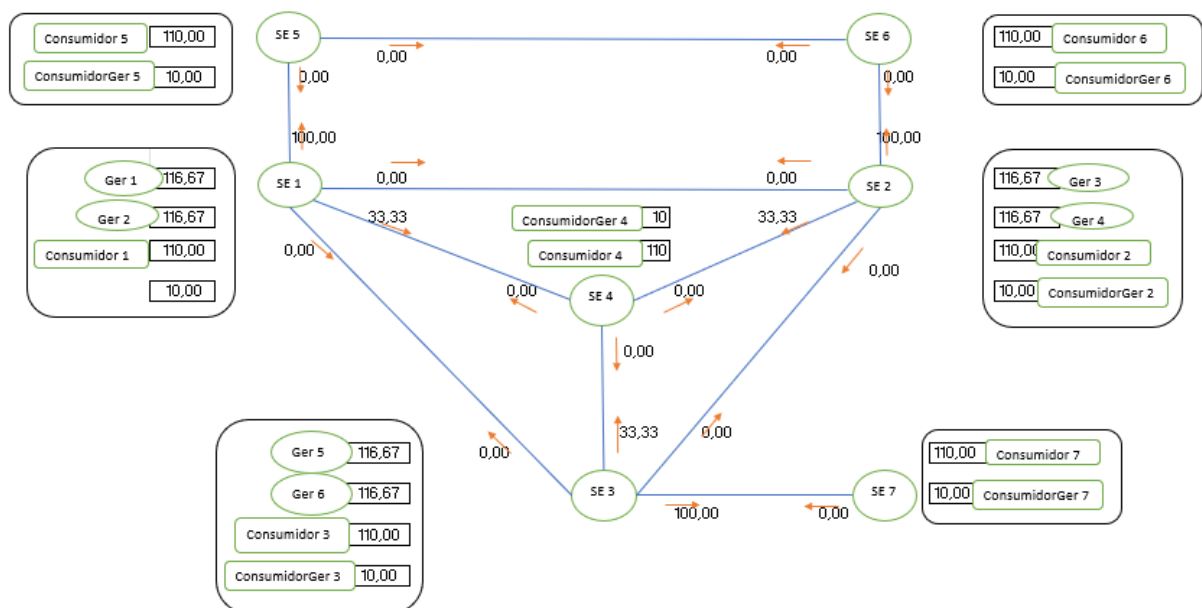 SE 5
SE 6
Consumidor 5 110,00
ConsumidorGer 5 10,00
110,00 Consumidor 6
10,00 ConsumidorGer 6
0,00
0,00
0,00
0,00
100,00
100,00
Ger 1 116,67
Ger 2 116,67
Consumidor 1 110,00
10,00
SE 1
0,00
0,00
SE 2
116,67 Ger 3
116,67 Ger 4
110,00 Consumidor 2
10,00 ConsumidorGer 2
33,33
ConsumidorGer 4 10
33,33
Consumidor 4 110
0,00
0,00
0,00
SE 4
0,00
0,00
33,33
0,00
0,00
Ger 5 116,67
Ger 6 116,67
Consumidor 3 110,00
ConsumidorGer 3 10,00
SE 3
SE 7
100,00
0,00
110,00 Consumidor 7
10,00 ConsumidorGer 7